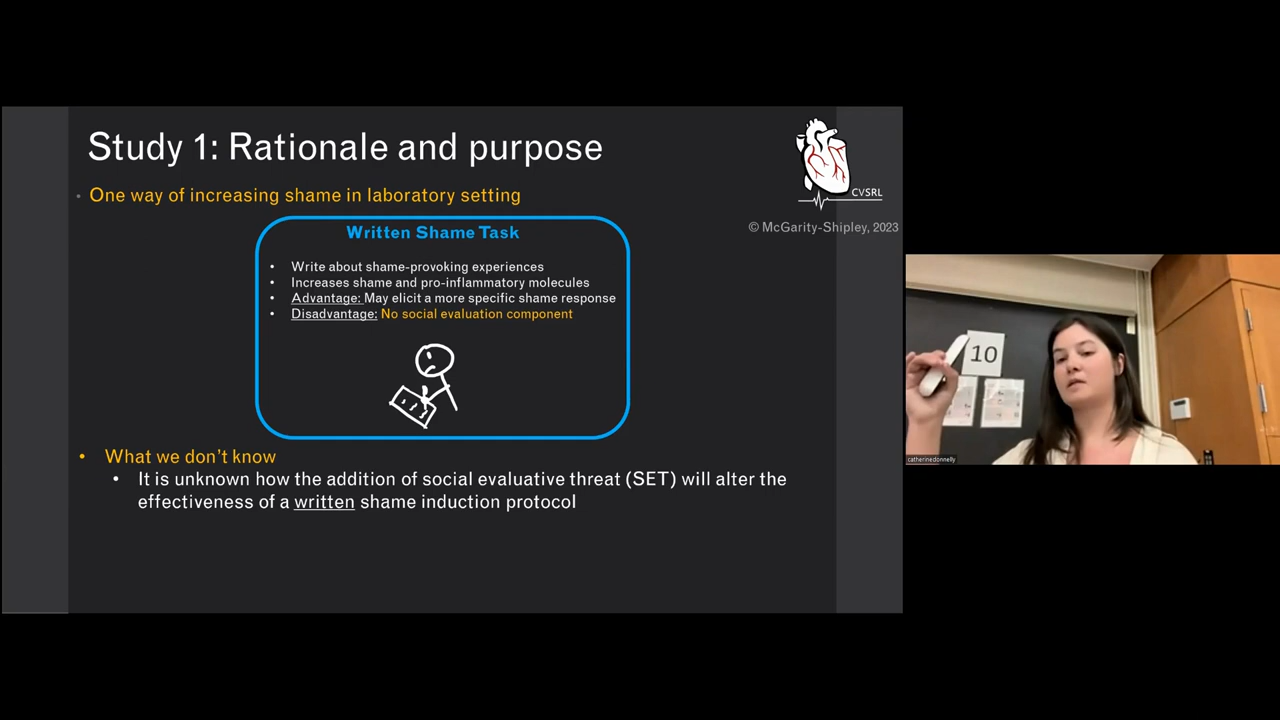 Study 1: Rationale and purpose
CVSRL
• One way of increasing shame in laboratory setting
© McGarity-Shipley, 2023
Written Shame Task
• Write about shame-provoking experiences
• Increases shame and pro-inflammatory molecules
• Advantage: May elicit a more specific shame response
• Disadvantage: No social evaluation component
• What we don't know
• It is unknown how the addition of social evaluative threat (SET) will alter the
effectiveness of a written shame induction protocol
10
catherinedonnelly